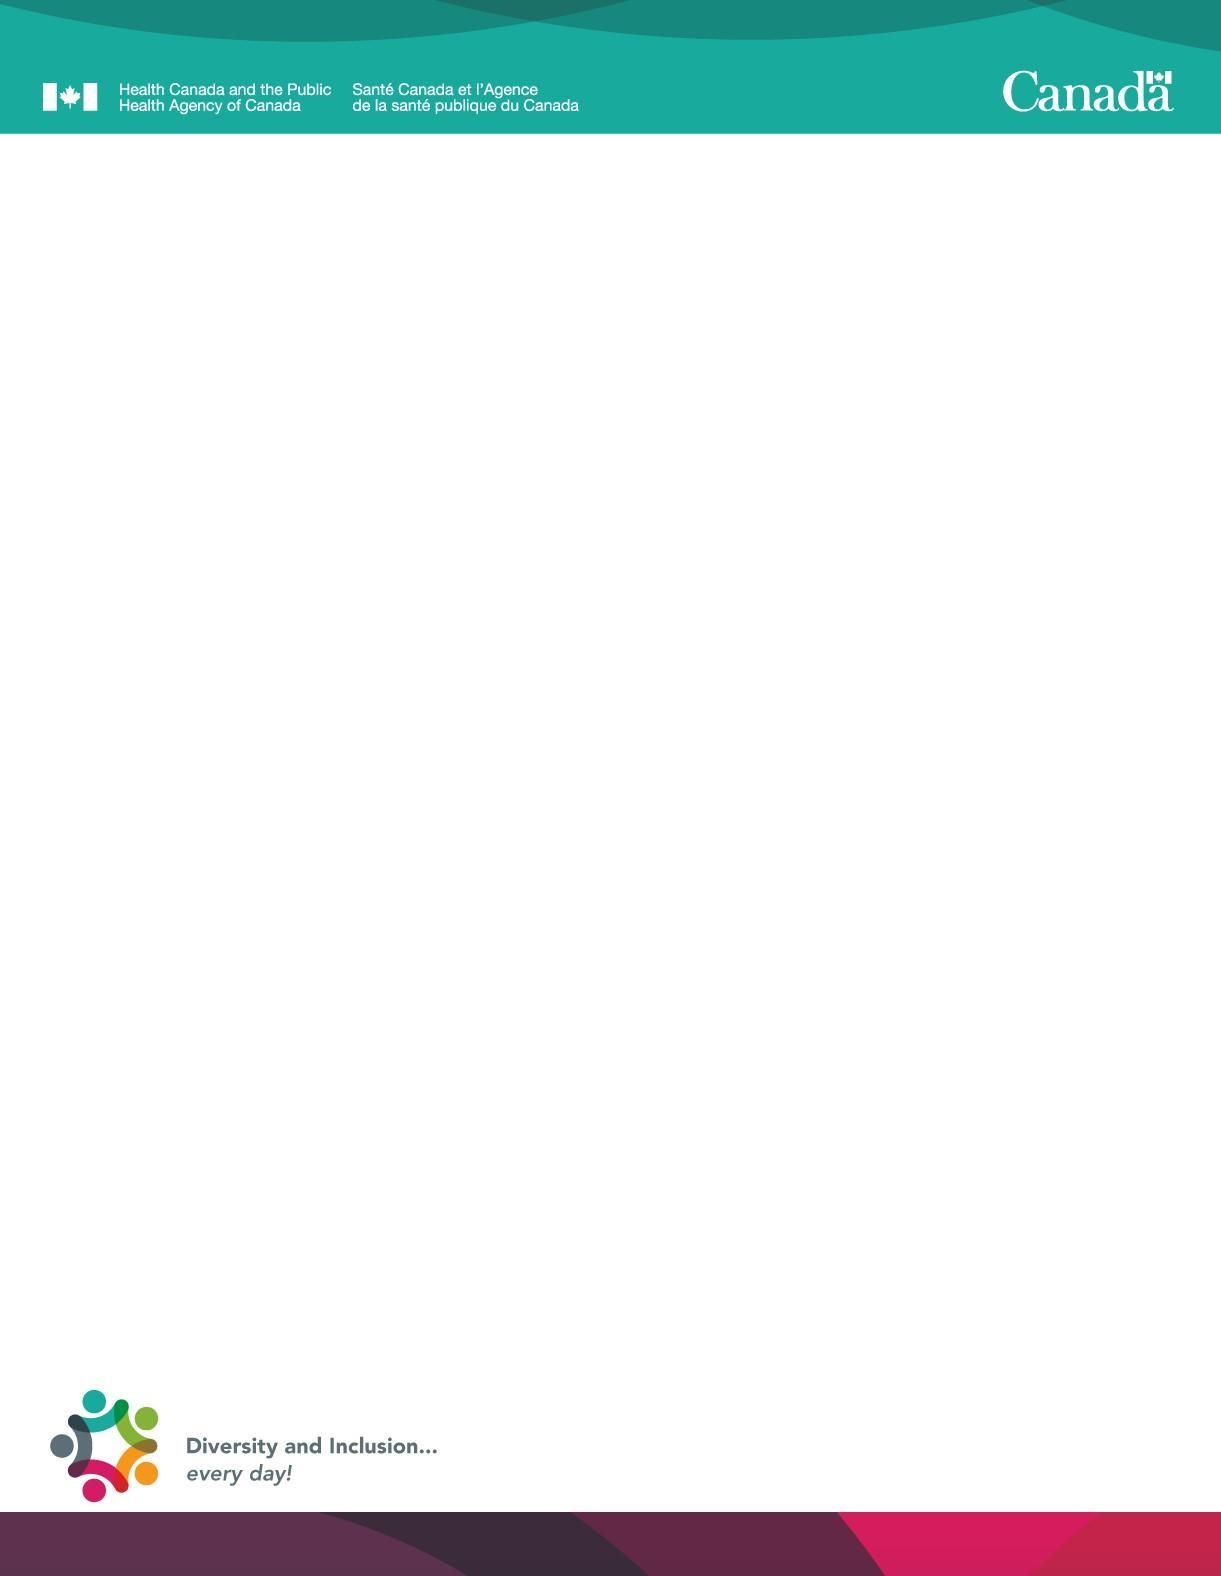 Health Canada and the Public
Health Agency of Canada
Santé Canada et l'Agence
de la santé publique du Canada
Canada
Diversity and Inclusion...
every day!